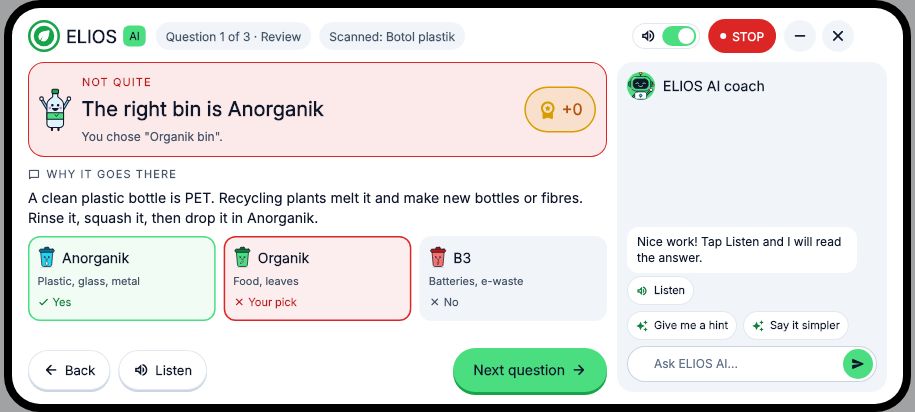 ELIOS AI
Question 1 of 3 · Review
Scanned: Botol plastik
STOP
NOT QUITE
The right bin is Anorganik
You chose "Organik bin".
+0
WHY IT GOES THERE
A clean plastic bottle is PET. Recycling plants melt it and make new bottles or fibres.
Rinse it, squash it, then drop it in Anorganik.
Anorganik
Plastic, glass, metal
Yes
Organik
Food, leaves
Your pick
B3
Batteries, e-waste
No
Back
Listen
Next question
ELIOS AI coach
Nice work! Tap Listen and I will read
the answer.
Listen
Give me a hint
Say it simpler
Ask ELIOS AI...